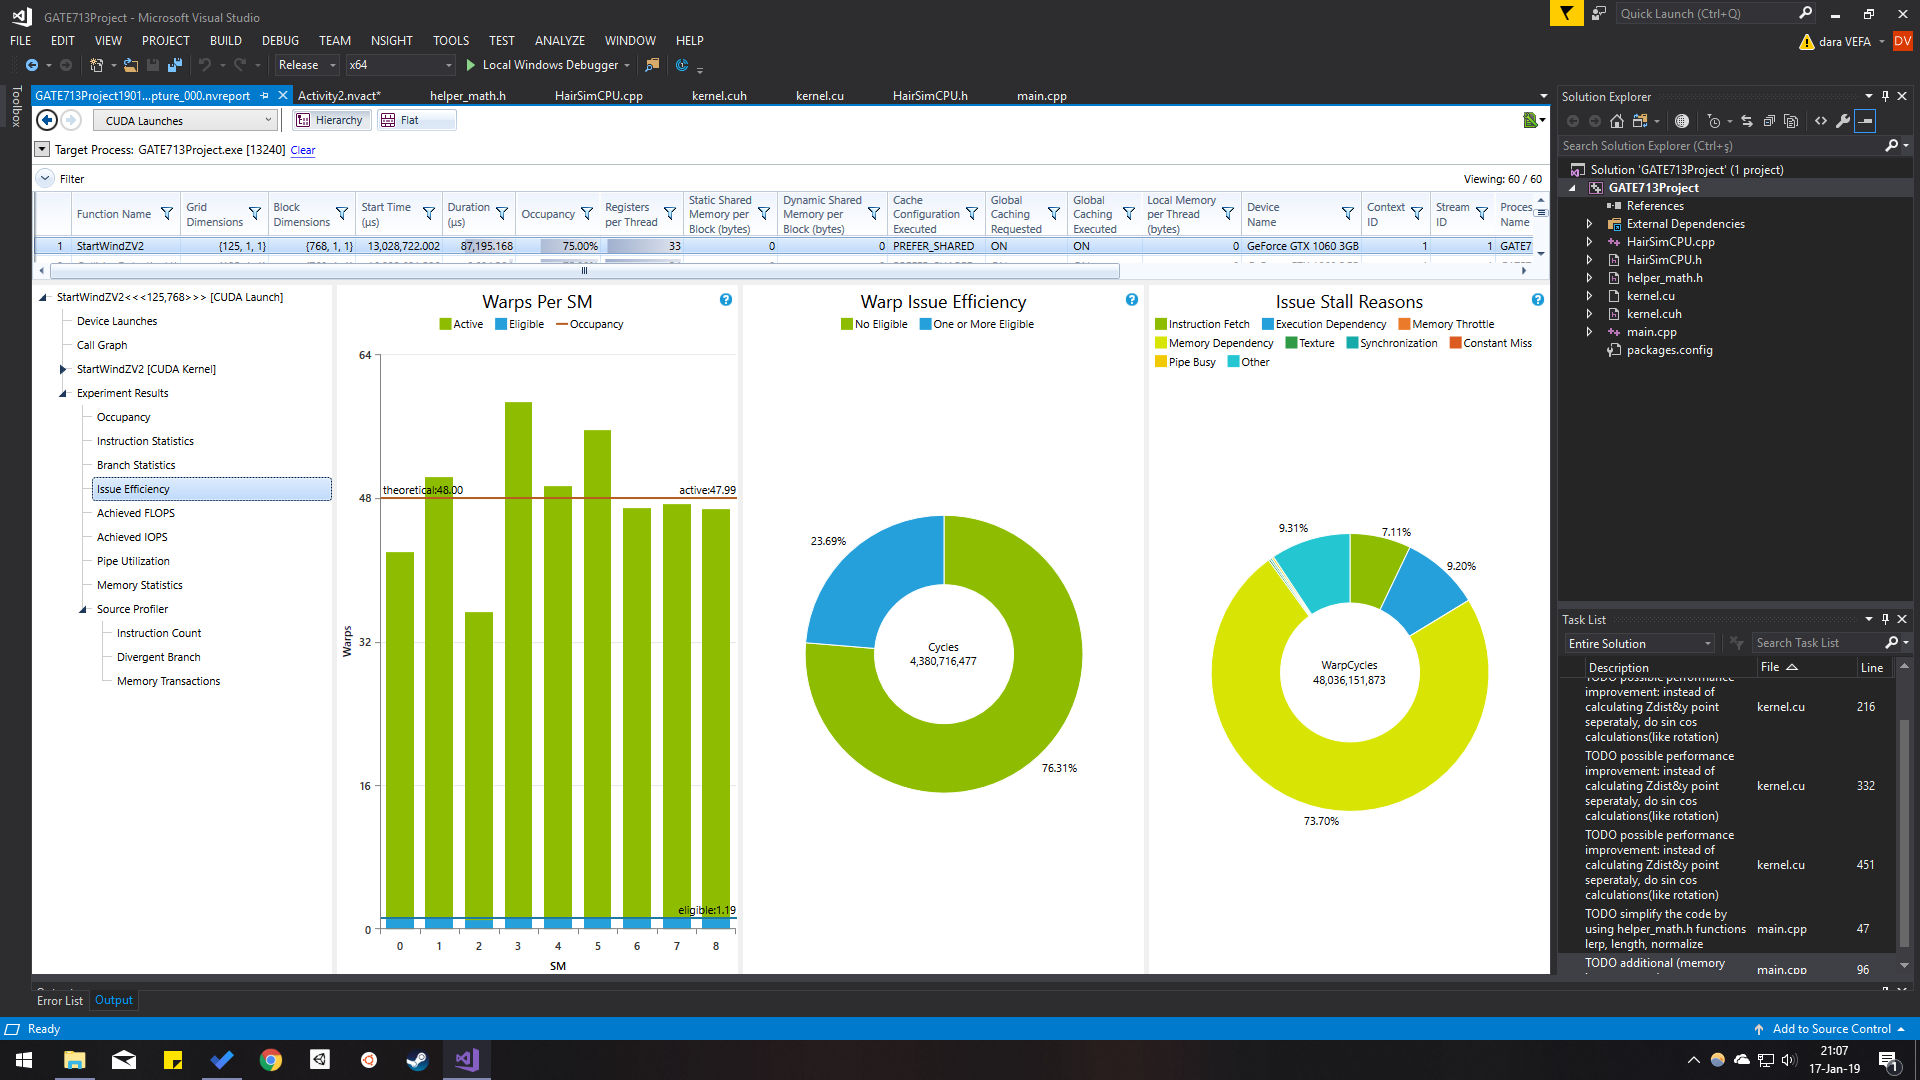 GATE713Project - Microsoft Visual Studio
Quick Launch (Ctrl+Q)
FILE EDIT VIEW PROJECT BUILD DEBUG TEAM NSIGHT TOOLS TEST ANALYZE WINDOW HELP
dara VEFA DV
Release x64 Local Windows Debugger
Toolbox
GATE713Project1901...pture_000.nvreport Activity2.nvact* helper_math.h HairSimCPU.cpp kernel.cuh kernel.cu HairSimCPU.h main.cpp
CUDA Launches Hierarchy Flat
Target Process: GATE713Project.exe [13240] Clear
Filter Viewing: 60 / 60
Function Name
Grid Dimensions
Block Dimensions
Start Time (µs)
Duration (µs)
Occupancy
Registers per Thread
Static Shared Memory per Block (bytes)
Dynamic Shared Memory per Block (bytes)
Cache Configuration Executed
Global Caching Requested
Global Caching Executed
Local Memory per Thread (bytes)
Device Name
Context ID
Stream ID
Proces Name
1 StartWindZV2 {125, 1, 1} {768, 1, 1} 13,028,722.002 87,195.168 75.00% 33 0 0 PREFER_SHARED ON ON 0 GeForce GTX 1060 3GB 1 1 GATE7
StartWindZV2<<<125,768>>> [CUDA Launch]
Device Launches
Call Graph
StartWindZV2 [CUDA Kernel]
Experiment Results
Occupancy
Instruction Statistics
Branch Statistics
Issue Efficiency
Achieved FLOPS
Achieved IOPS
Pipe Utilization
Memory Statistics
Source Profiler
Instruction Count
Divergent Branch
Memory Transactions
Warps Per SM
Active Eligible Occupancy
64
theoretical:48.00 active:47.99
48
32
Warps
16
eligible:1.19
0
0 1 2 3 4 5 6 7 8
SM
Warp Issue Efficiency
No Eligible One or More Eligible
23.69%
Cycles
4,380,716,477
76.31%
Issue Stall Reasons
Instruction Fetch Execution Dependency Memory Throttle
Memory Dependency Texture Synchronization Constant Miss
Pipe Busy Other
9.31% 7.11%
9.20%
WarpCycles
48,036,151,873
73.70%
Solution Explorer
Search Solution Explorer (Ctrl+ş)
Solution 'GATE713Project' (1 project)
GATE713Project
References
External Dependencies
HairSimCPU.cpp
HairSimCPU.h
helper_math.h
kernel.cu
kernel.cuh
main.cpp
packages.config
Task List
Entire Solution Search Task List
Description File Line
TODO possible performance
improvement: instead of
calculating Zdist&y point kernel.cu 216
seperataly, do sin cos
calculations(like rotation)
TODO possible performance
improvement: instead of
calculating Zdist&y point kernel.cu 332
seperataly, do sin cos
calculations(like rotation)
TODO possible performance
improvement: instead of
calculating Zdist&y point kernel.cu 451
seperataly, do sin cos
calculations(like rotation)
TODO simplify the code by
using helper_math.h functions main.cpp 47
lerp, length, normalize
TODO additional (memory
main.cpp 96
Error List Output
Ready Add to Source Control
21:07
17-Jan-19
1